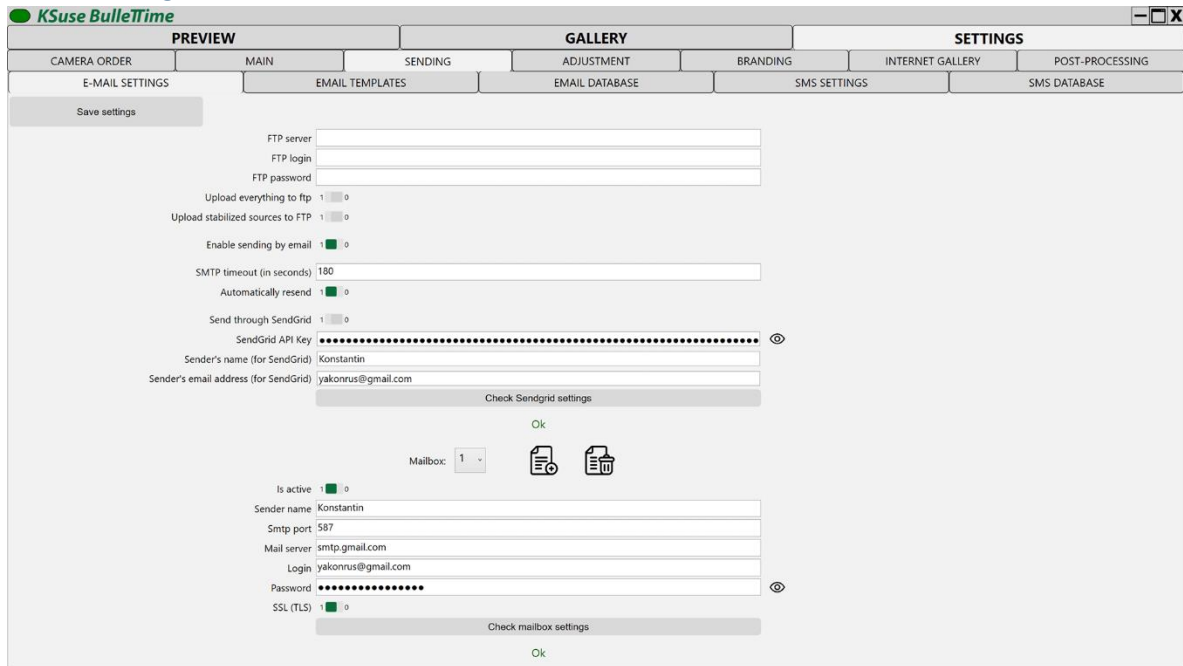 KSuse BulleTime
PREVIEW GALLERY SETTINGS
CAMERA ORDER MAIN SENDING ADJUSTMENT BRANDING INTERNET GALLERY POST-PROCESSING
E-MAIL SETTINGS EMAIL TEMPLATES EMAIL DATABASE SMS SETTINGS SMS DATABASE
Save settings
FTP server
FTP login
FTP password
Upload everything to ftp 1 0
Upload stabilized sources to FTP 1 0
Enable sending by email 1 0
SMTP timeout (in seconds) 180
Automatically resend 1 0
Send through SendGrid 1 0
SendGrid API Key
Sender's name (for SendGrid) Konstantin
Sender's email address (for SendGrid) yakonrus@gmail.com
Check Sendgrid settings
Ok
Mailbox: 1
Is active 1 0
Sender name Konstantin
Smtp port 587
Mail server smtp.gmail.com
Login yakonrus@gmail.com
Password
SSL (TLS) 1 0
Check mailbox settings
Ok